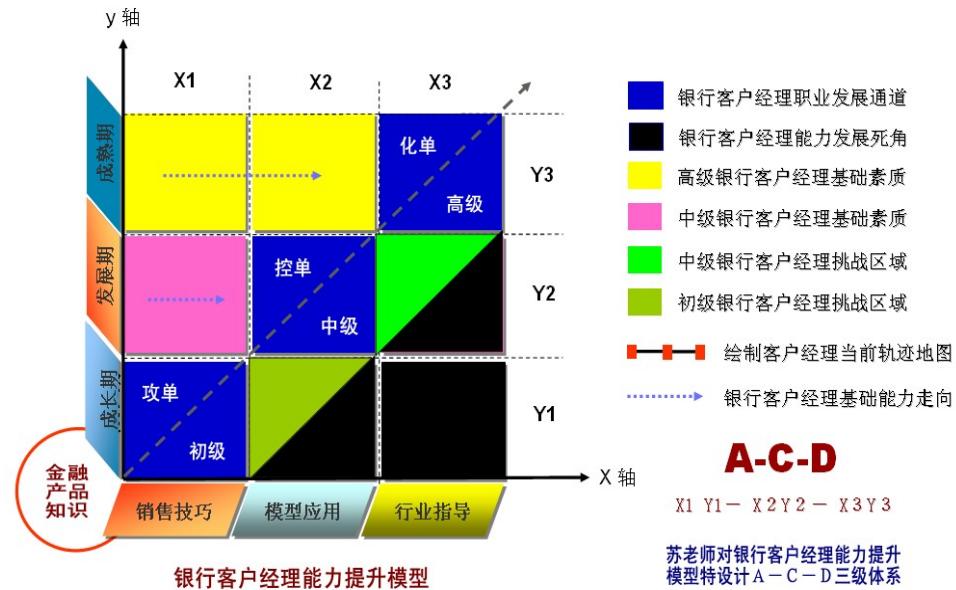 y 轴
X1
X2
X3
成熟期
化单
高级
Y3
发展期
控单
中级
Y2
成长期
攻单
初级
Y1
X 轴
金融
产品
知识
销售技巧
模型应用
行业指导
银行客户经理能力提升模型
银行客户经理职业发展通道
银行客户经理能力发展死角
高级银行客户经理基础素质
中级银行客户经理基础素质
中级银行客户经理挑战区域
初级银行客户经理挑战区域
绘制客户经理当前轨迹地图
银行客户经理基础能力走向
A-C-D
X1 Y1－ X2Y2－ X3Y3
苏老师对银行客户经理能力提升
模型特设计A－C－D三级体系